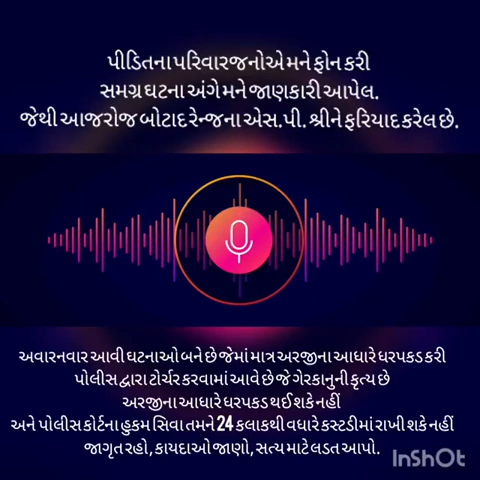 પીડિતના પરિવારજનોએ મને ફોન કરી
સમગ્ર ઘટના અંગે મને જાણકારી આપેલ.
જેથી આજરોજ બોટાદ રેન્જના એસ.પી. શ્રીને ફરિયાદ કરેલ છે.
અવારનવાર આવી ઘટનાઓ બને છે જેમાં માત્ર અરજીના આધારે ધરપકડ કરી
પોલીસ દ્વારા ટોર્ચર કરવામાં આવે છે જે ગેરકાનુની કૃત્ય છે
અરજીના આધારે ધરપકડ થઈ શકે નહીં
અને પોલીસ કોર્ટના હુકમ સિવા તમને 24 કલાકથી વધારે કસ્ટડીમાં રાખી શકે નહીં
જાગૃત રહો, કાયદાઓ જાણો, સત્ય માટે લડત આપો.
InShOt